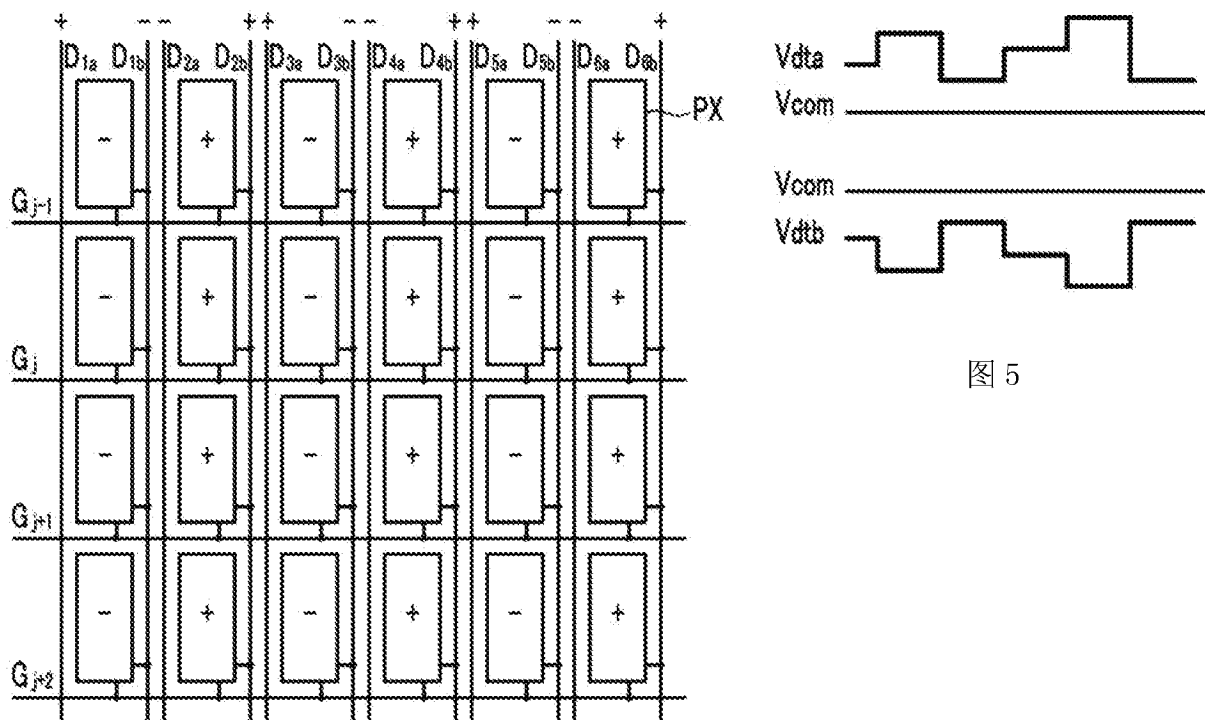 + - - + + - - + + - - +
D1a D1b D2a D2b D3a D3b D4a D4b D5a D5b D6a D6b
- + - + - +
PX
Gj-1
- + - + - +
Gj
- + - + - +
Gj+1
- + - + - +
Gj+2
Vdta
Vcom
Vcom
Vdtb
图 5